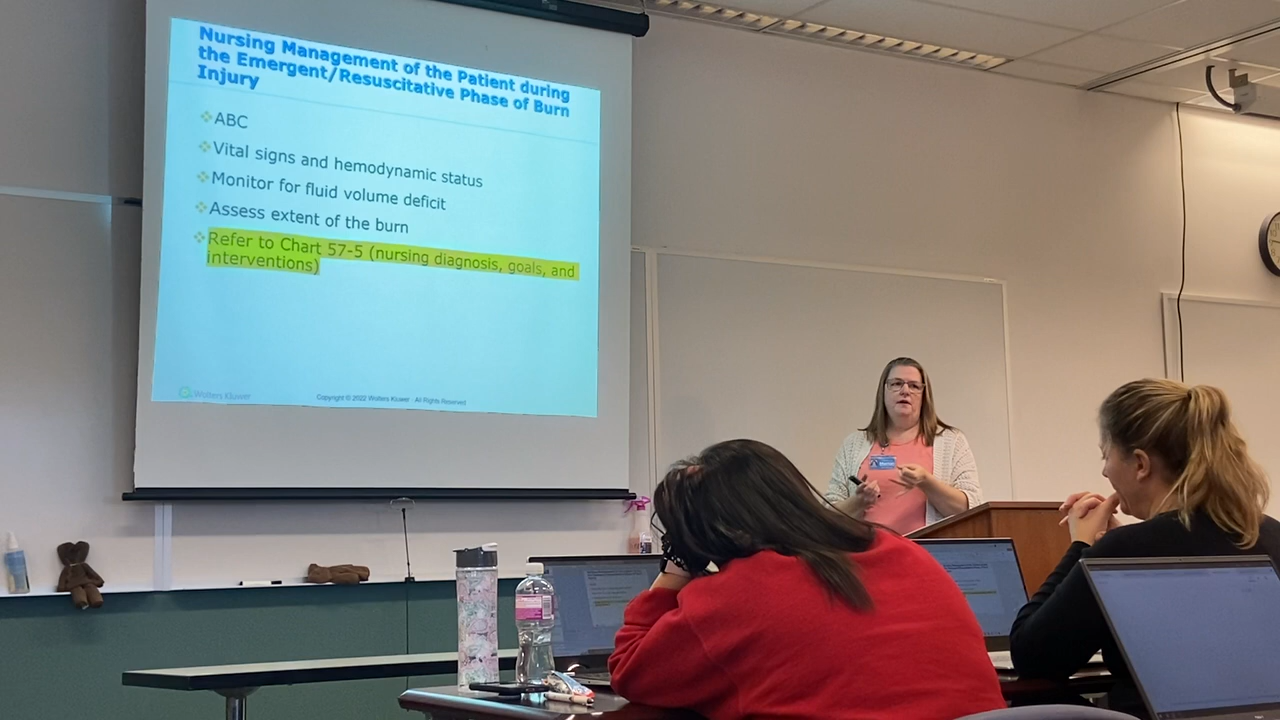 Nursing Management of the Patient during
the Emergent/Resuscitative Phase of Burn
Injury
ABC
Vital signs and hemodynamic status
Monitor for fluid volume deficit
Assess extent of the burn
Refer to Chart 57-5 (nursing diagnosis, goals, and
interventions)
Wolters Kluwer
Copyright © 2022 Wolters Kluwer · All Rights Reserved